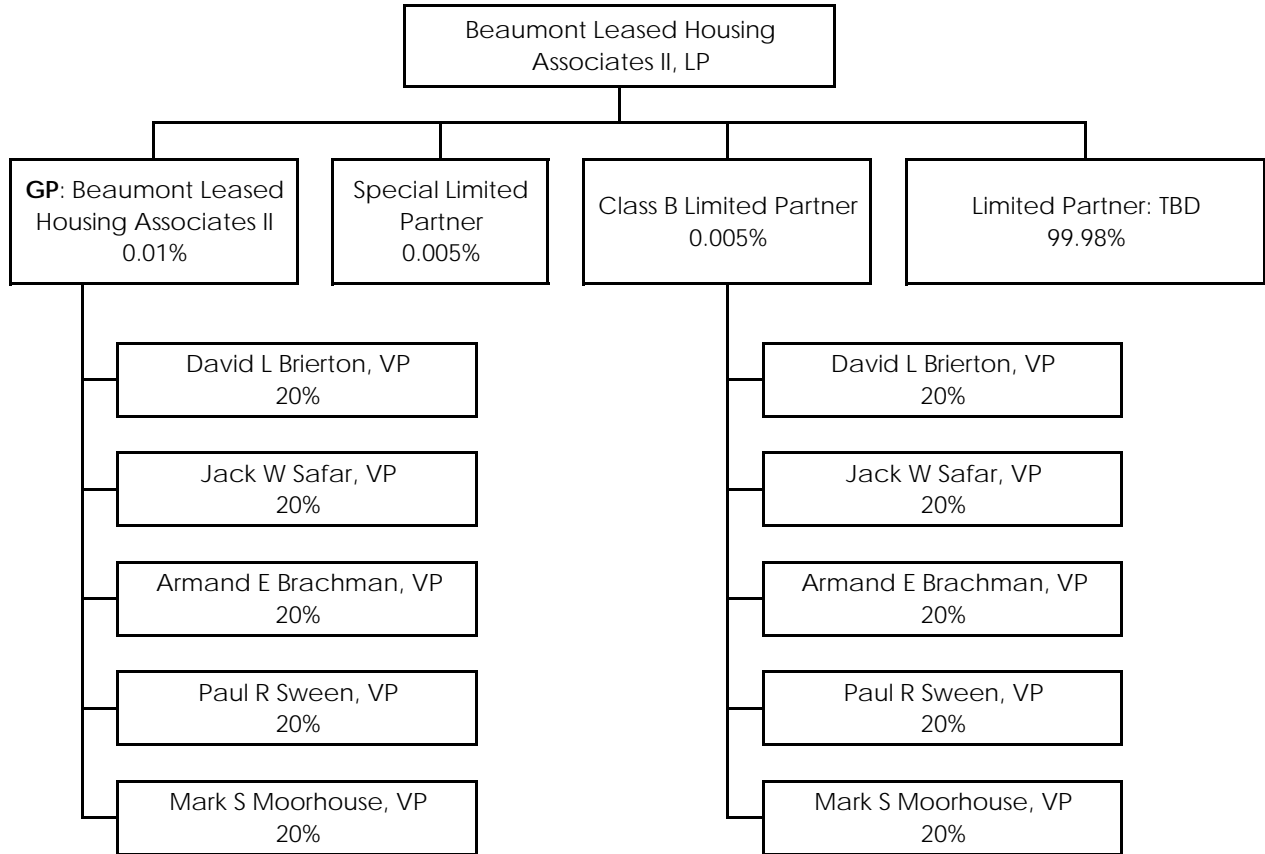 Beaumont Leased Housing
Associates II, LP
GP: Beaumont Leased
Housing Associates II
0.01%
Special Limited
Partner
0.005%
Class B Limited Partner
0.005%
Limited Partner: TBD
99.98%
David L Brierton, VP
20%
Jack W Safar, VP
20%
Armand E Brachman, VP
20%
Paul R Sween, VP
20%
Mark S Moorhouse, VP
20%
David L Brierton, VP
20%
Jack W Safar, VP
20%
Armand E Brachman, VP
20%
Paul R Sween, VP
20%
Mark S Moorhouse, VP
20%